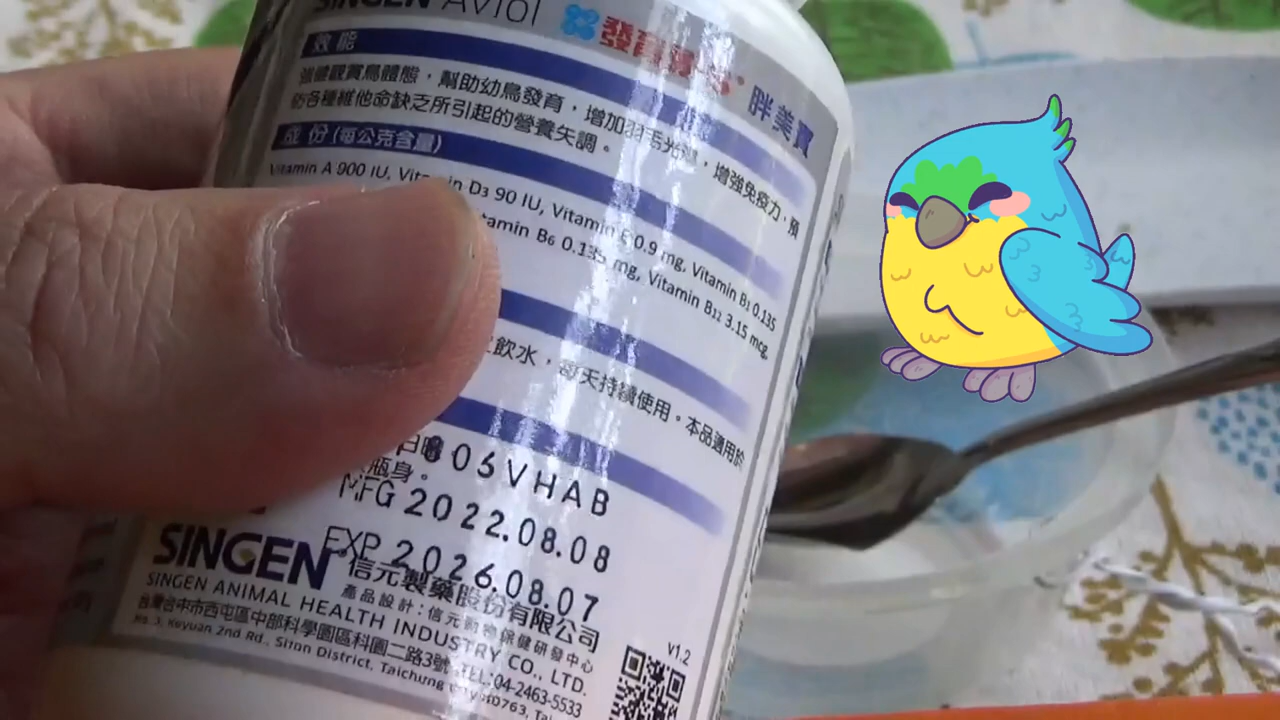 SINGEN Aviol 發育寶 胖美寶
效能
強健觀賞鳥體態，幫助幼鳥發育，增加羽毛光澤，增強免疫力，預
防各種維他命缺乏所引起的營養失調。
成份 (每公克含量)
Vitamin A 900 IU, Vitamin D3 90 IU, Vitamin E 0.9 mg, Vitamin B1 0.135
tamin B6 0.135 mg, Vitamin B12 3.15 mcg,
飲水，每天持續使用。本品適用於
06VHAB
瓶身。
MFG 2022.08.08
EXP 2026.08.07
SINGEN 信元製藥股份有限公司
產品設計：信元動物保健研發中心
SINGEN ANIMAL HEALTH INDUSTRY CO., LTD.
台灣台中市西屯區中部科學園區科園二路3號 TEL:04-2463-5533
No. 3, Keyuan 2nd Rd., Situn District, Taichung City 40763,
v1.2